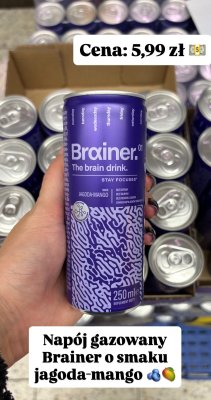 Cena: 5,99 zł 💵
Brainer.
The brain drink.
STAY FOCUSED
JAGODA-MANGO
250 ml
Napój gazowany
Brainer o smaku
jagoda-mango 🫐🥭